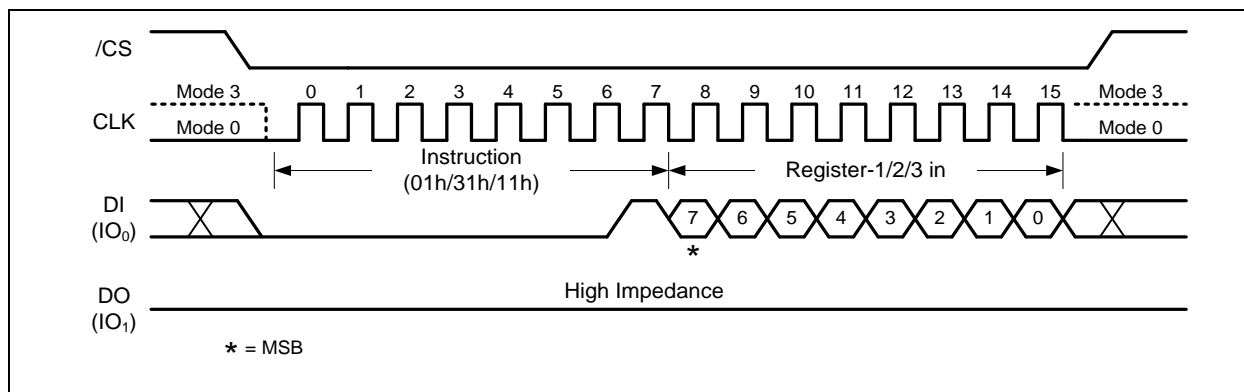 /CS
Mode 3 0 1 2 3 4 5 6 7 8 9 10 11 12 13 14 15 Mode 3
CLK
Mode 0 Mode 0
Instruction
(01h/31h/11h)
Register-1/2/3 in
DI
(IO₀)
7 6 5 4 3 2 1 0
*
High Impedance
DO
(IO₁)
* = MSB